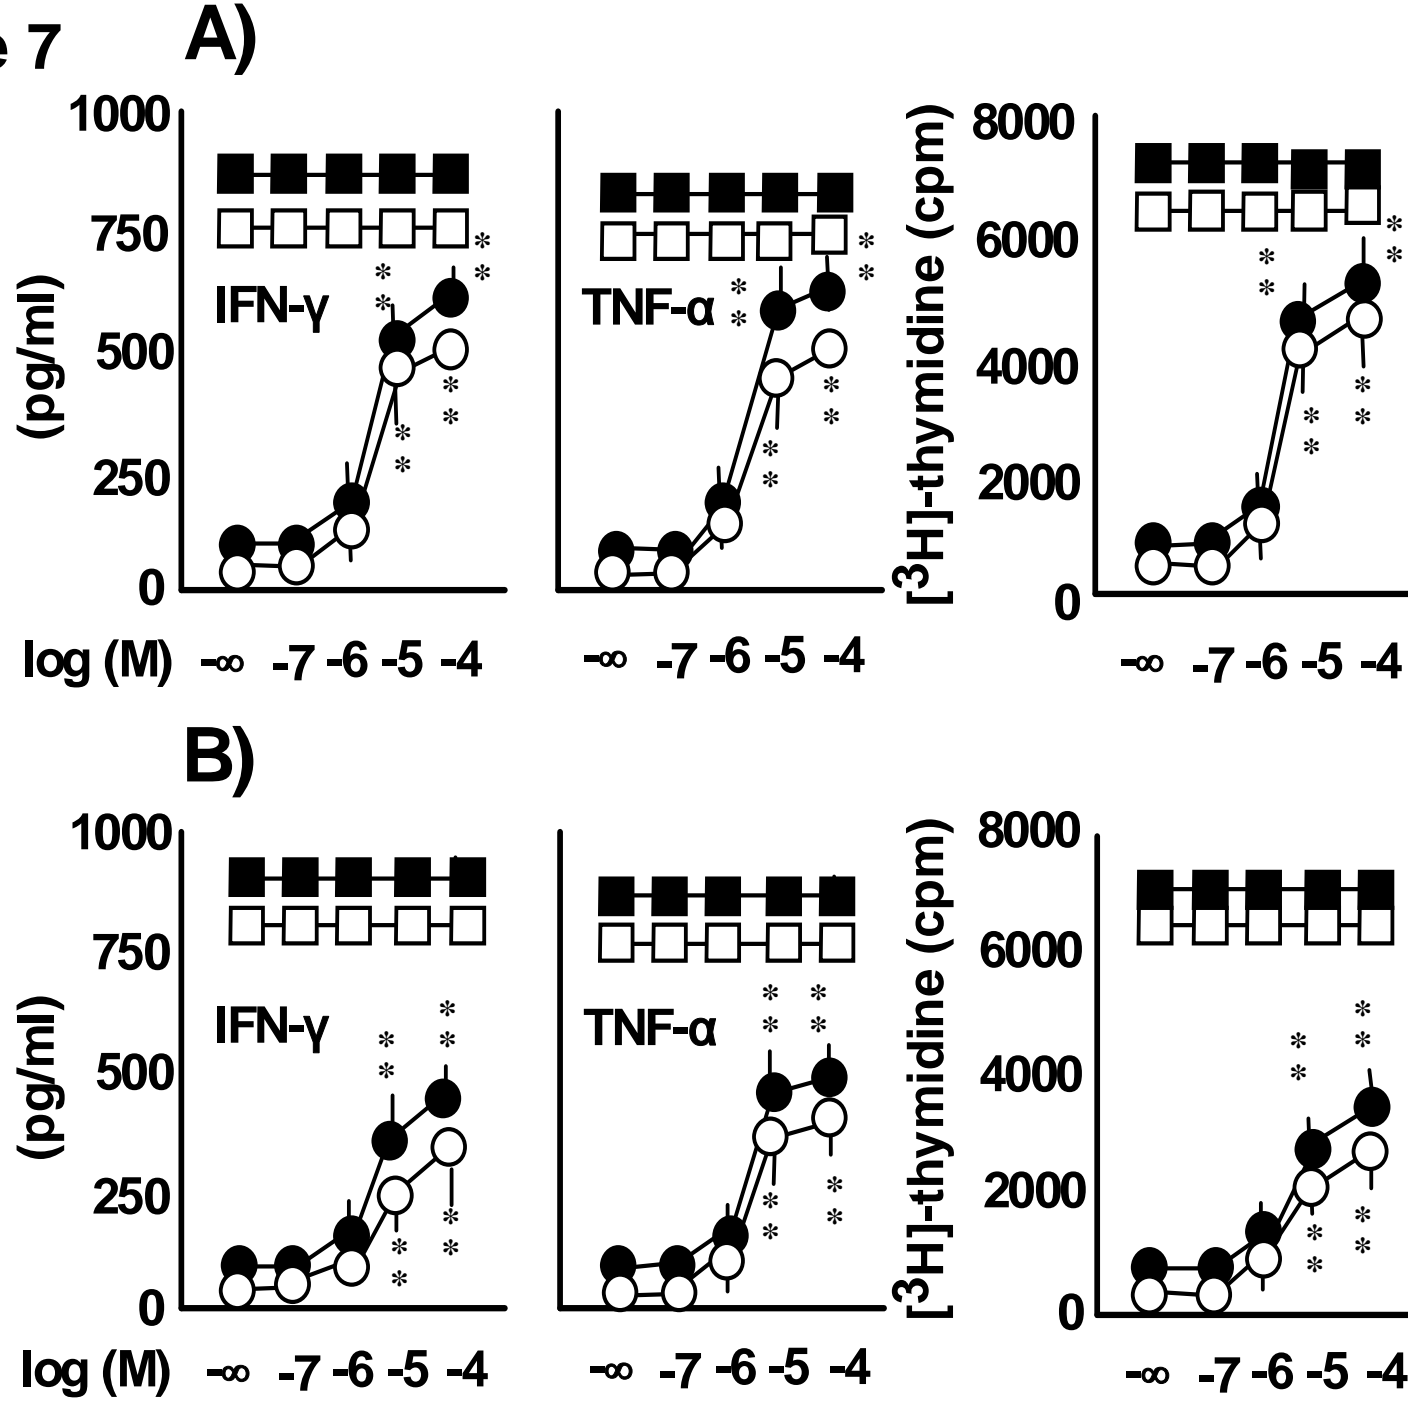 e 7
A)
1000
750
500
250
0
(pg/ml)
IFN-γ
* *
* *
* *
* *
TNF-α
* *
* *
* *
* *
[³H]-thymidine (cpm)
8000
6000
4000
2000
0
* *
* *
* *
* *
log (M) -∞ -7 -6 -5 -4
-∞ -7 -6 -5 -4
-∞ -7 -6 -5 -4
B)
1000
750
500
250
0
(pg/ml)
IFN-γ
* *
* *
* *
* *
TNF-α
* *
* *
* *
* *
[³H]-thymidine (cpm)
8000
6000
4000
2000
0
* *
* *
* *
* *
log (M) -∞ -7 -6 -5 -4
-∞ -7 -6 -5 -4
-∞ -7 -6 -5 -4